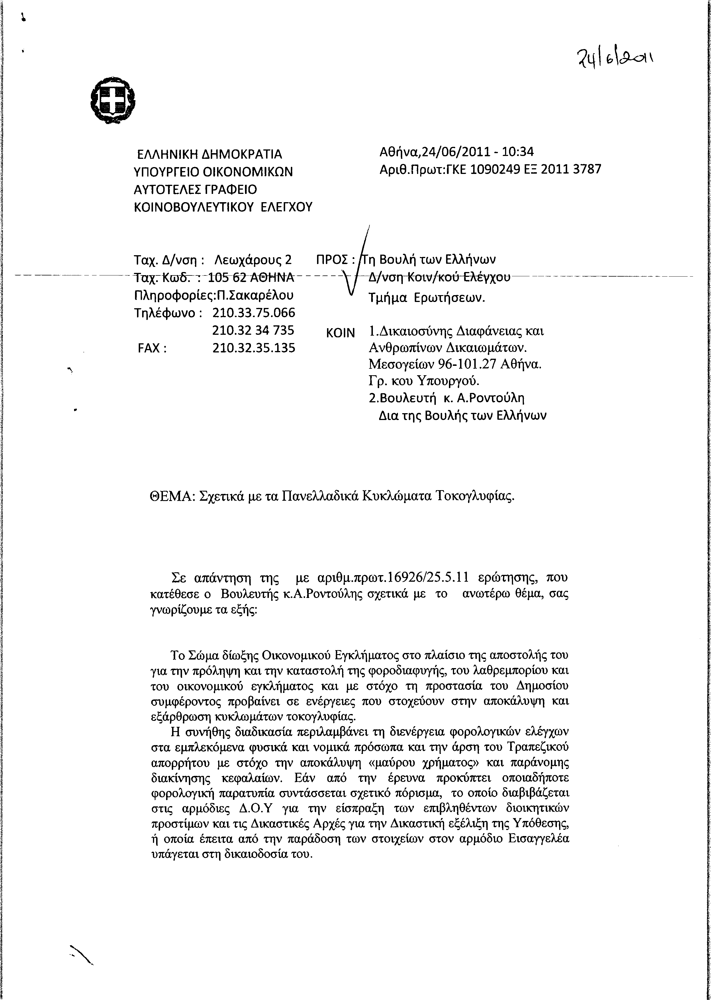 24/6/2011
ΕΛΛΗΝΙΚΗ ΔΗΜΟΚΡΑΤΙΑ
ΥΠΟΥΡΓΕΙΟ ΟΙΚΟΝΟΜΙΚΩΝ
ΑΥΤΟΤΕΛΕΣ ΓΡΑΦΕΙΟ
ΚΟΙΝΟΒΟΥΛΕΥΤΙΚΟΥ ΕΛΕΓΧΟΥ
Αθήνα,24/06/2011 - 10:34
Αριθ.Πρωτ:ΓΚΕ 1090249 ΕΞ 2011 3787
Ταχ. Δ/νση : Λεωχάρους 2
Ταχ. Κωδ. : 105 62 ΑΘΗΝΑ
Πληροφορίες:Π.Σακαρέλου
Τηλέφωνο : 210.33.75.066
210.32 34 735
FAX : 210.32.35.135
ΠΡΟΣ : Τη Βουλή των Ελλήνων
Δ/νση Κοιν/κού Ελέγχου
Τμήμα Ερωτήσεων.
ΚΟΙΝ 1.Δικαιοσύνης Διαφάνειας και
Ανθρωπίνων Δικαιωμάτων.
Μεσογείων 96-101.27 Αθήνα.
Γρ. κου Υπουργού.
2.Βουλευτή κ. Α.Ροντούλη
Δια της Βουλής των Ελλήνων
ΘΕΜΑ: Σχετικά με τα Πανελλαδικά Κυκλώματα Τοκογλυφίας.
Σε απάντηση της με αριθμ.πρωτ.16926/25.5.11 ερώτησης, που
κατέθεσε ο Βουλευτής κ.Α.Ροντούλης σχετικά με το ανωτέρω θέμα, σας
γνωρίζουμε τα εξής:
Το Σώμα δίωξης Οικονομικού Εγκλήματος στο πλαίσιο της αποστολής του
για την πρόληψη και την καταστολή της φοροδιαφυγής, του λαθρεμπορίου και
του οικονομικού εγκλήματος και με στόχο τη προστασία του Δημοσίου
συμφέροντος προβαίνει σε ενέργειες που στοχεύουν στην αποκάλυψη και
εξάρθρωση κυκλωμάτων τοκογλυφίας.
Η συνήθης διαδικασία περιλαμβάνει τη διενέργεια φορολογικών ελέγχων
στα εμπλεκόμενα φυσικά και νομικά πρόσωπα και την άρση του Τραπεζικού
απορρήτου με στόχο την αποκάλυψη «μαύρου χρήματος» και παράνομης
διακίνησης κεφαλαίων. Εάν από την έρευνα προκύπτει οποιαδήποτε
φορολογική παρατυπία συντάσσεται σχετικό πόρισμα, το οποίο διαβιβάζεται
στις αρμόδιες Δ.Ο.Υ για την είσπραξη των επιβληθέντων διοικητικών
προστίμων και τις Δικαστικές Αρχές για την Δικαστική εξέλιξη της Υπόθεσης,
ή οποία έπειτα από την παράδοση των στοιχείων στον αρμόδιο Εισαγγελέα
υπάγεται στη δικαιοδοσία του.